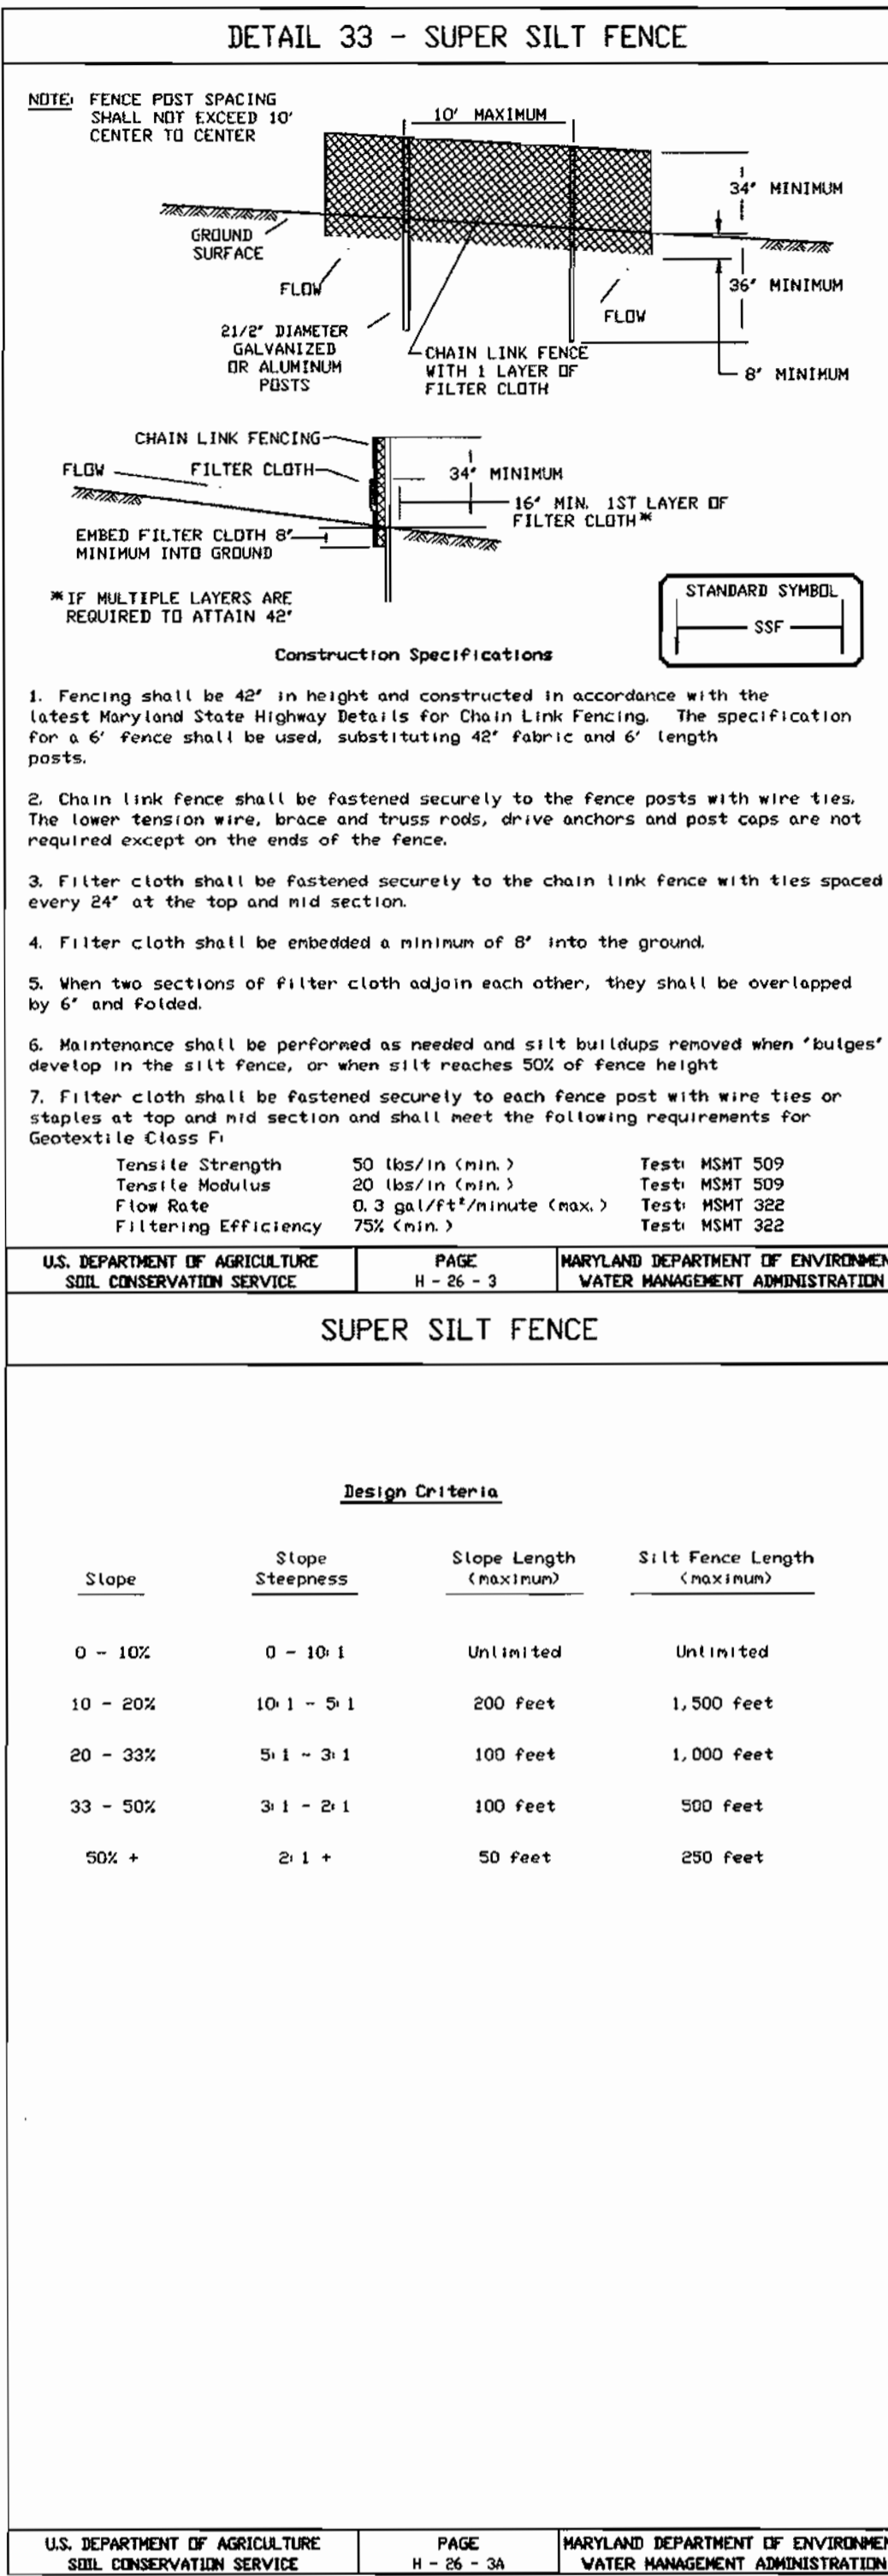 DETAIL 33 - SUPER SILT FENCE
NOTE: FENCE POST SPACING
SHALL NOT EXCEED 10'
CENTER TO CENTER
10' MAXIMUM
34" MINIMUM
GROUND
SURFACE
FLOW
36" MINIMUM
FLOW
21/2" DIAMETER
GALVANIZED
OR ALUMINUM
POSTS
CHAIN LINK FENCE
WITH 1 LAYER OF
FILTER CLOTH
8" MINIMUM
CHAIN LINK FENCING
FLOW
FILTER CLOTH
34" MINIMUM
16" MIN. 1ST LAYER OF
FILTER CLOTH*
EMBED FILTER CLOTH 8"
MINIMUM INTO GROUND
*IF MULTIPLE LAYERS ARE
REQUIRED TO ATTAIN 42"
STANDARD SYMBOL
SSF
Construction Specifications
1. Fencing shall be 42" in height and constructed in accordance with the
latest Maryland State Highway Details for Chain Link Fencing. The specification
for a 6' fence shall be used, substituting 42" fabric and 6' length
posts.
2. Chain link fence shall be fastened securely to the fence posts with wire ties.
The lower tension wire, brace and truss rods, drive anchors and post caps are not
required except on the ends of the fence.
3. Filter cloth shall be fastened securely to the chain link fence with ties spaced
every 24" at the top and mid section.
4. Filter cloth shall be embedded a minimum of 8" into the ground.
5. When two sections of filter cloth adjoin each other, they shall be overlapped
by 6" and folded.
6. Maintenance shall be performed as needed and silt buildups removed when "bulges"
develop in the silt fence, or when silt reaches 50% of fence height
7. Filter cloth shall be fastened securely to each fence post with wire ties or
staples at top and mid section and shall meet the following requirements for
Geotextile Class F:
Tensile Strength 50 lbs/in (min.) Test: MSMT 509
Tensile Modulus 20 lbs/in (min.) Test: MSMT 509
Flow Rate 0.3 gal/ft²/minute (max.) Test: MSMT 322
Filtering Efficiency 75% (min.) Test: MSMT 322
U.S. DEPARTMENT OF AGRICULTURE
SOIL CONSERVATION SERVICE
PAGE
H - 26 - 3
MARYLAND DEPARTMENT OF ENVIRONMEN
WATER MANAGEMENT ADMINISTRATION
SUPER SILT FENCE
Design Criteria
Slope Slope Steepness Slope Length (maximum) Silt Fence Length (maximum)
0 - 10% 0 - 10:1 Unlimited Unlimited
10 - 20% 10:1 - 5:1 200 feet 1,500 feet
20 - 33% 5:1 - 3:1 100 feet 1,000 feet
33 - 50% 3:1 - 2:1 100 feet 500 feet
50% + 2:1 + 50 feet 250 feet
U.S. DEPARTMENT OF AGRICULTURE
SOIL CONSERVATION SERVICE
PAGE
H - 26 - 3A
MARYLAND DEPARTMENT OF ENVIRONMEN
WATER MANAGEMENT ADMINISTRATION